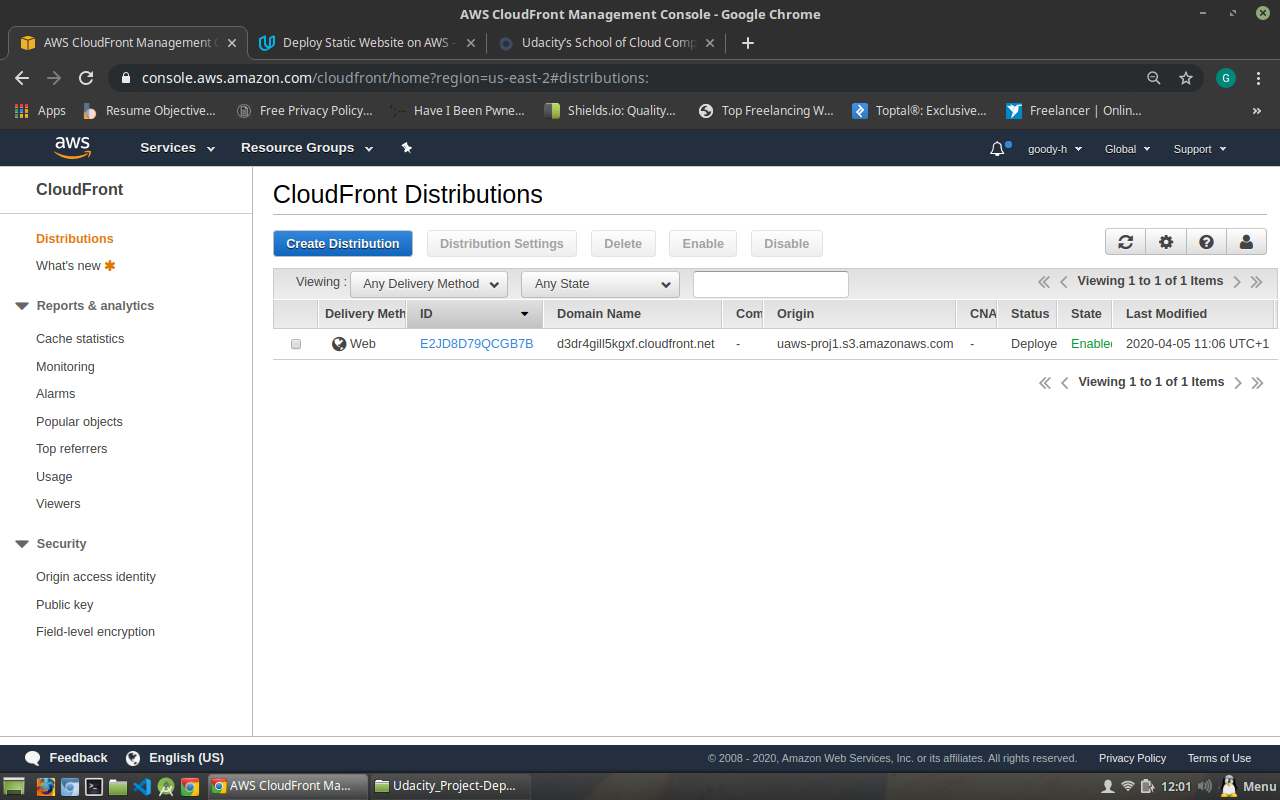 AWS CloudFront Management Console - Google Chrome
AWS CloudFront Management C
Deploy Static Website on AWS -
Udacity's School of Cloud Comp
console.aws.amazon.com/cloudfront/home?region=us-east-2#distributions:
G
Apps
Resume Objective...
Free Privacy Policy...
Have I Been Pwne...
Shields.io: Quality...
Top Freelancing W...
Toptal®: Exclusive...
Freelancer | Onlin...
»
aws
Services
Resource Groups
goody-h
Global
Support
CloudFront
Distributions
What's new
Reports & analytics
Cache statistics
Monitoring
Alarms
Popular objects
Top referrers
Usage
Viewers
Security
Origin access identity
Public key
Field-level encryption
CloudFront Distributions
Create Distribution
Distribution Settings
Delete
Enable
Disable
Viewing :
Any Delivery Method
Any State
Viewing 1 to 1 of 1 Items
Delivery Meth
ID
Domain Name
Com
Origin
CNA
Status
State
Last Modified
Web
E2JD8D79QCGB7B
d3dr4gill5kgxf.cloudfront.net
-
uaws-proj1.s3.amazonaws.com
-
Deploye
Enabled
2020-04-05 11:06 UTC+1
Viewing 1 to 1 of 1 Items
Feedback
English (US)
© 2008 - 2020, Amazon Web Services, Inc. or its affiliates. All rights reserved.
Privacy Policy
Terms of Use
AWS CloudFront Ma...
Udacity_Project-Dep...
12:01
Menu